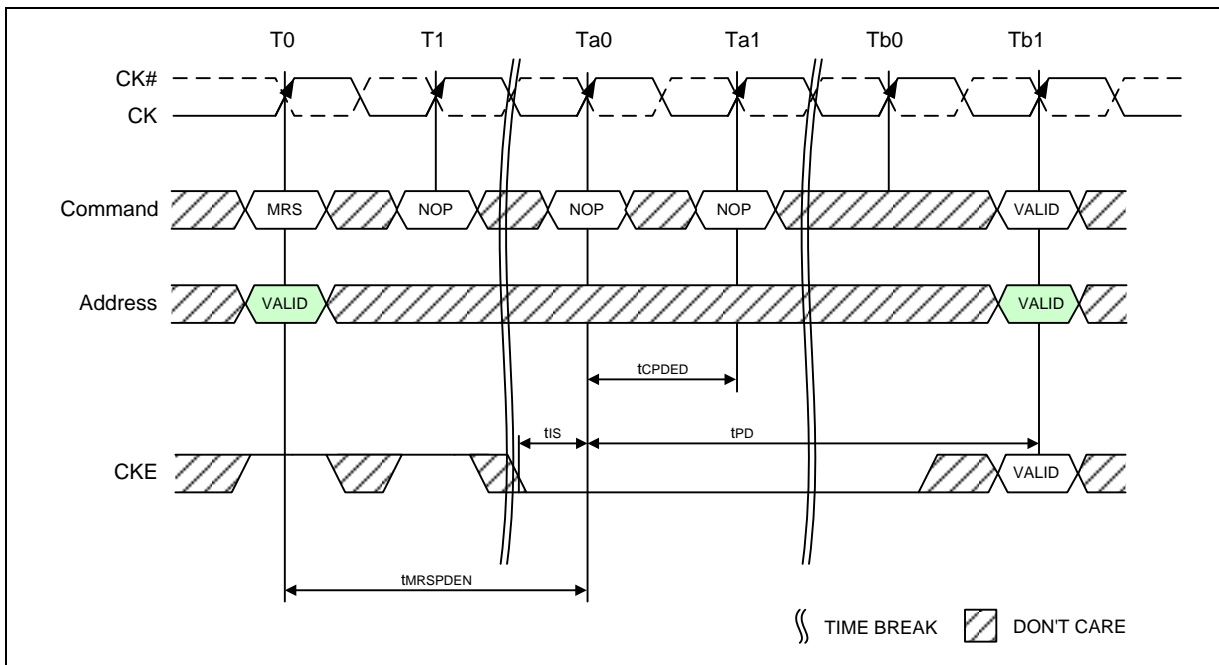 T0 T1 Ta0 Ta1 Tb0 Tb1
CK#
CK
Command MRS NOP NOP NOP VALID
Address VALID VALID
tCPDED
tIS tPD
CKE VALID
tMRSPDEN
TIME BREAK DON'T CARE